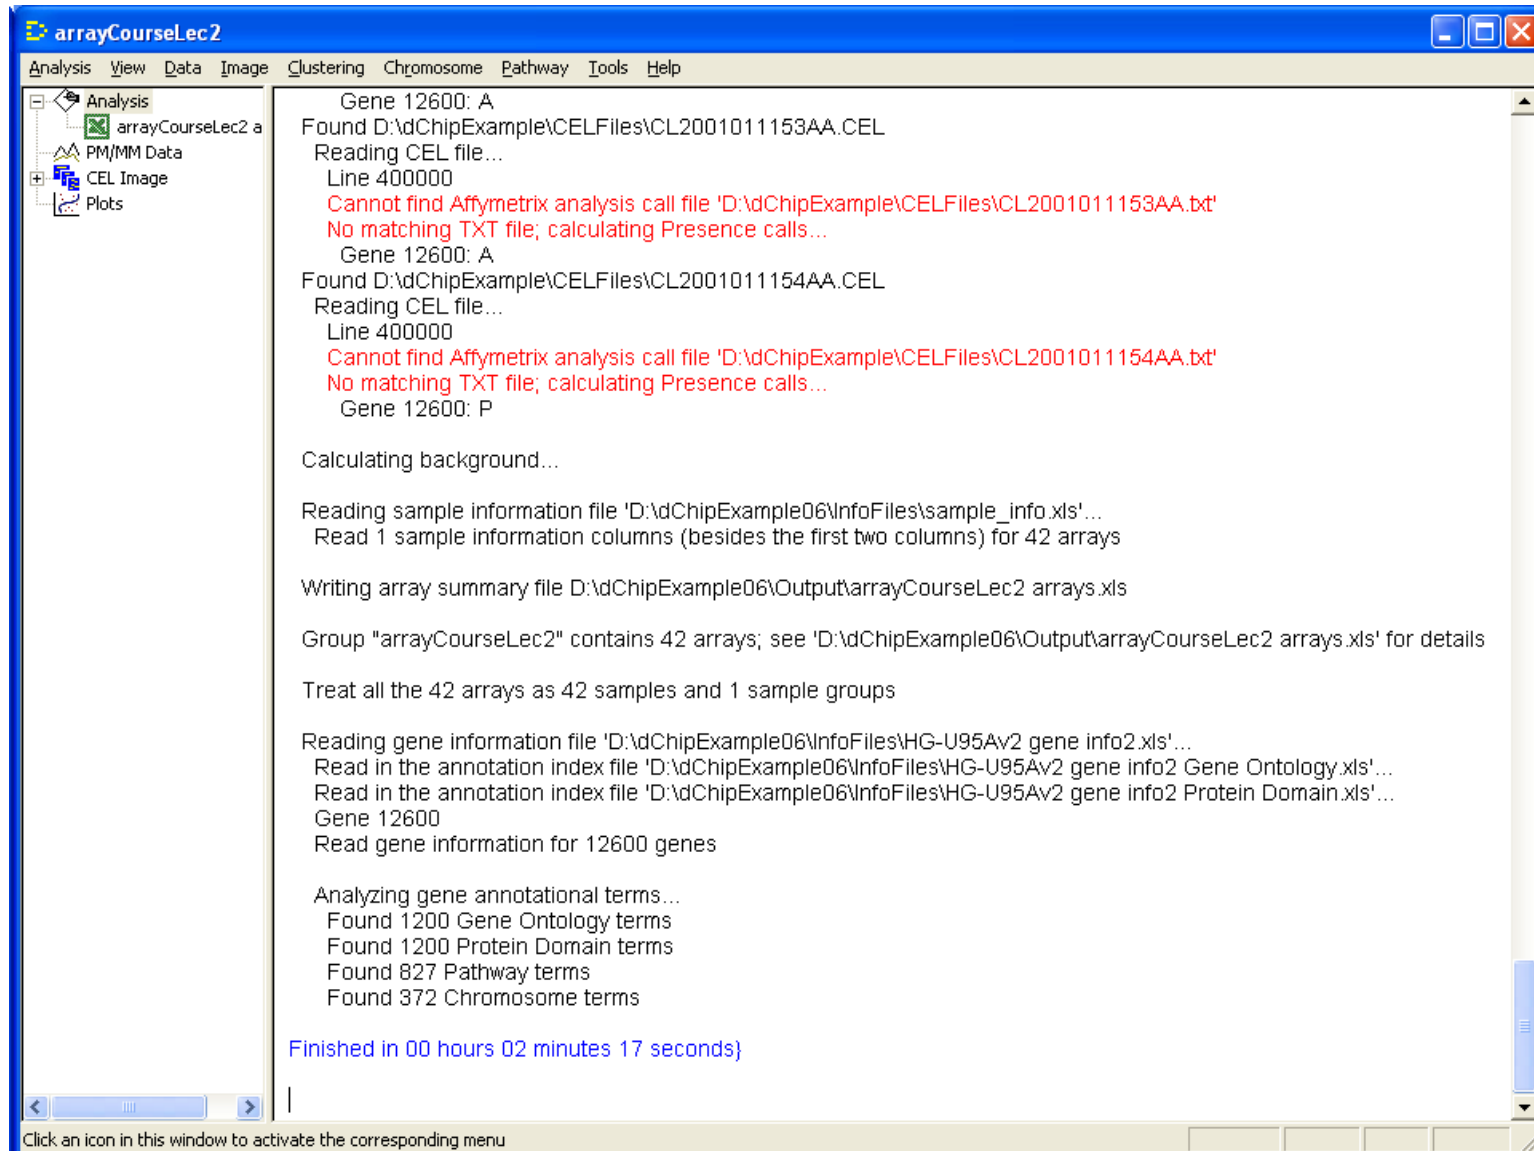 arrayCourseLec2
Analysis View Data Image Clustering Chromosome Pathway Tools Help
Analysis
arrayCourseLec2 a
PM/MM Data
CEL Image
Plots
Gene 12600: A
Found D:\dChipExample\CELFiles\CL2001011153AA.CEL
Reading CEL file...
Line 400000
Cannot find Affymetrix analysis call file 'D:\dChipExample\CELFiles\CL2001011153AA.txt'
No matching TXT file; calculating Presence calls...
Gene 12600: A
Found D:\dChipExample\CELFiles\CL2001011154AA.CEL
Reading CEL file...
Line 400000
Cannot find Affymetrix analysis call file 'D:\dChipExample\CELFiles\CL2001011154AA.txt'
No matching TXT file; calculating Presence calls...
Gene 12600: P
Calculating background...
Reading sample information file 'D:\dChipExample06\InfoFiles\sample_info.xls'...
Read 1 sample information columns (besides the first two columns) for 42 arrays
Writing array summary file D:\dChipExample06\Output\arrayCourseLec2 arrays.xls
Group "arrayCourseLec2" contains 42 arrays; see 'D:\dChipExample06\Output\arrayCourseLec2 arrays.xls' for details
Treat all the 42 arrays as 42 samples and 1 sample groups
Reading gene information file 'D:\dChipExample06\InfoFiles\HG-U95Av2 gene info2.xls'...
Read in the annotation index file 'D:\dChipExample06\InfoFiles\HG-U95Av2 gene info2 Gene Ontology.xls'...
Read in the annotation index file 'D:\dChipExample06\InfoFiles\HG-U95Av2 gene info2 Protein Domain.xls'...
Gene 12600
Read gene information for 12600 genes
Analyzing gene annotational terms...
Found 1200 Gene Ontology terms
Found 1200 Protein Domain terms
Found 827 Pathway terms
Found 372 Chromosome terms
Finished in 00 hours 02 minutes 17 seconds}
Click an icon in this window to activate the corresponding menu